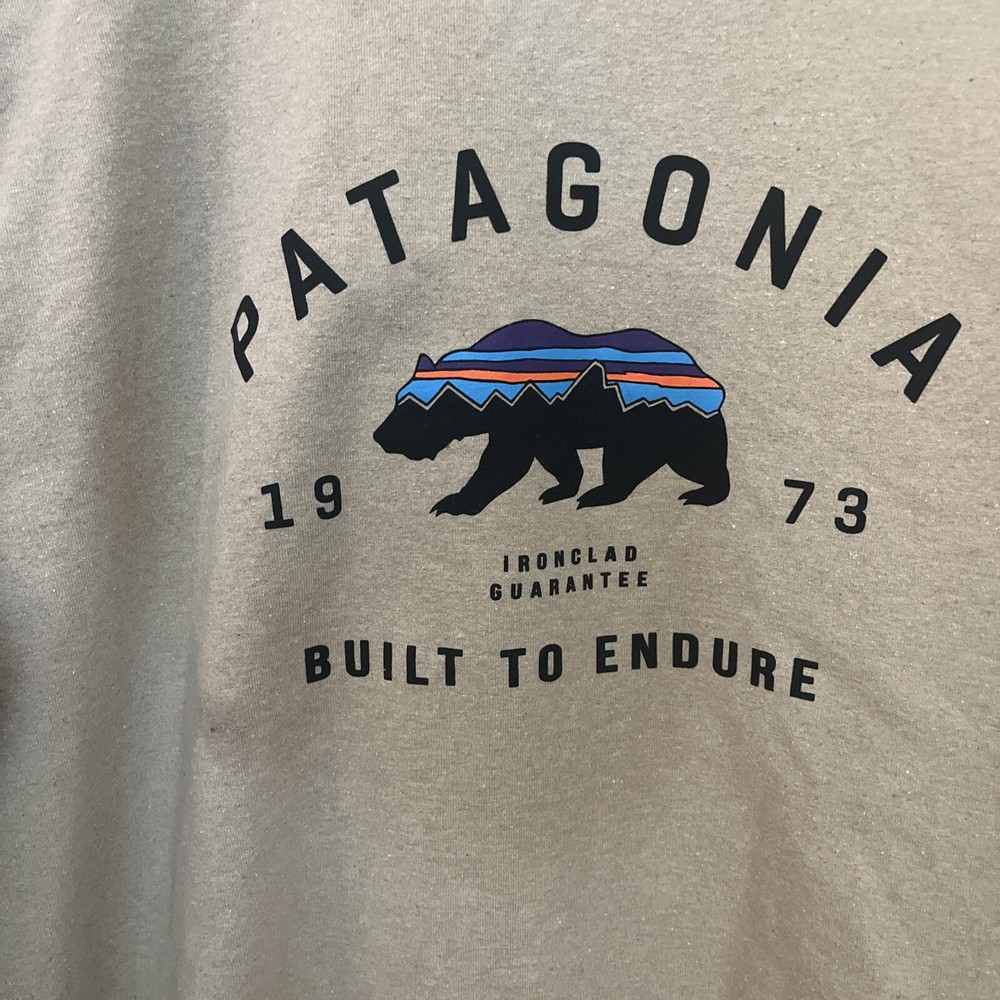 PATAGONIA
19 73
IRONCLAD
GUARANTEE
BUILT TO ENDURE